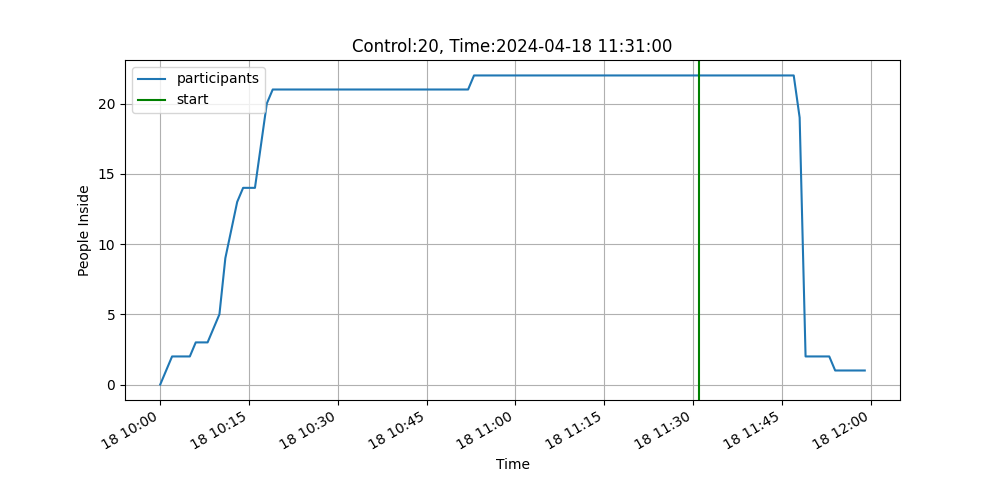 Control:20, Time:2024-04-18 11:31:00
participants
start
People Inside
20
15
10
5
0
18 10:00
18 10:15
18 10:30
18 10:45
18 11:00
18 11:15
18 11:30
18 11:45
18 12:00
Time